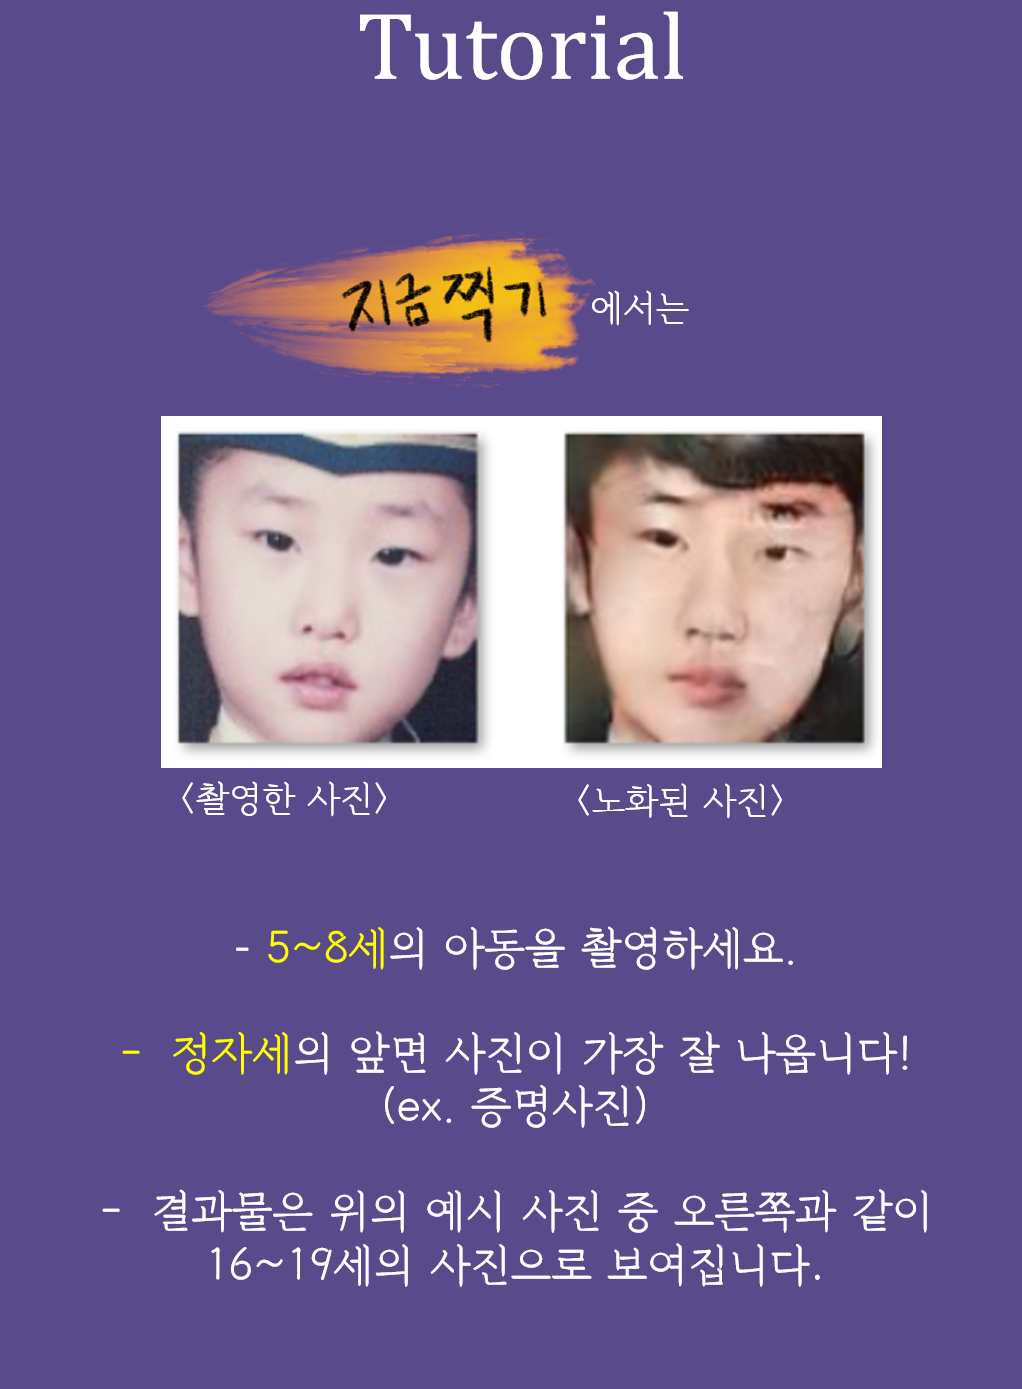 Tutorial
지금찍기 에서는
<촬영한 사진> <노화된 사진>
- 5~8세의 아동을 촬영하세요.
- 정자세의 앞면 사진이 가장 잘 나옵니다!
(ex. 증명사진)
- 결과물은 위의 예시 사진 중 오른쪽과 같이
16~19세의 사진으로 보여집니다.